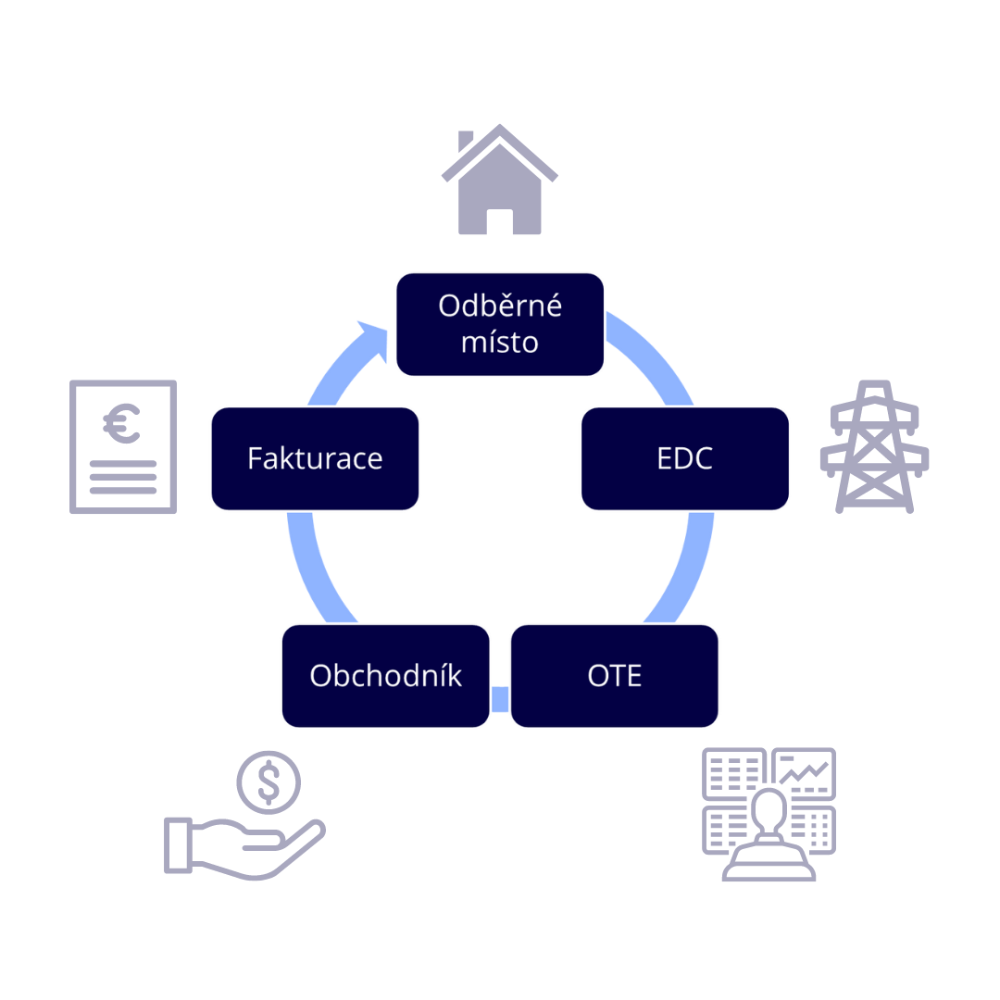 Odběrné
místo
Fakturace
EDC
Obchodník
OTE
€
$